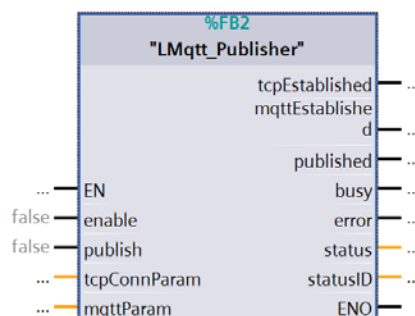 %FB2
"LMqtt_Publisher"
tcpEstablished ...
mqttEstablishe
d ...
published ...
... EN busy ...
false enable error ...
false publish status ...
... tcpConnParam statusID ...
... mqttParam ENO